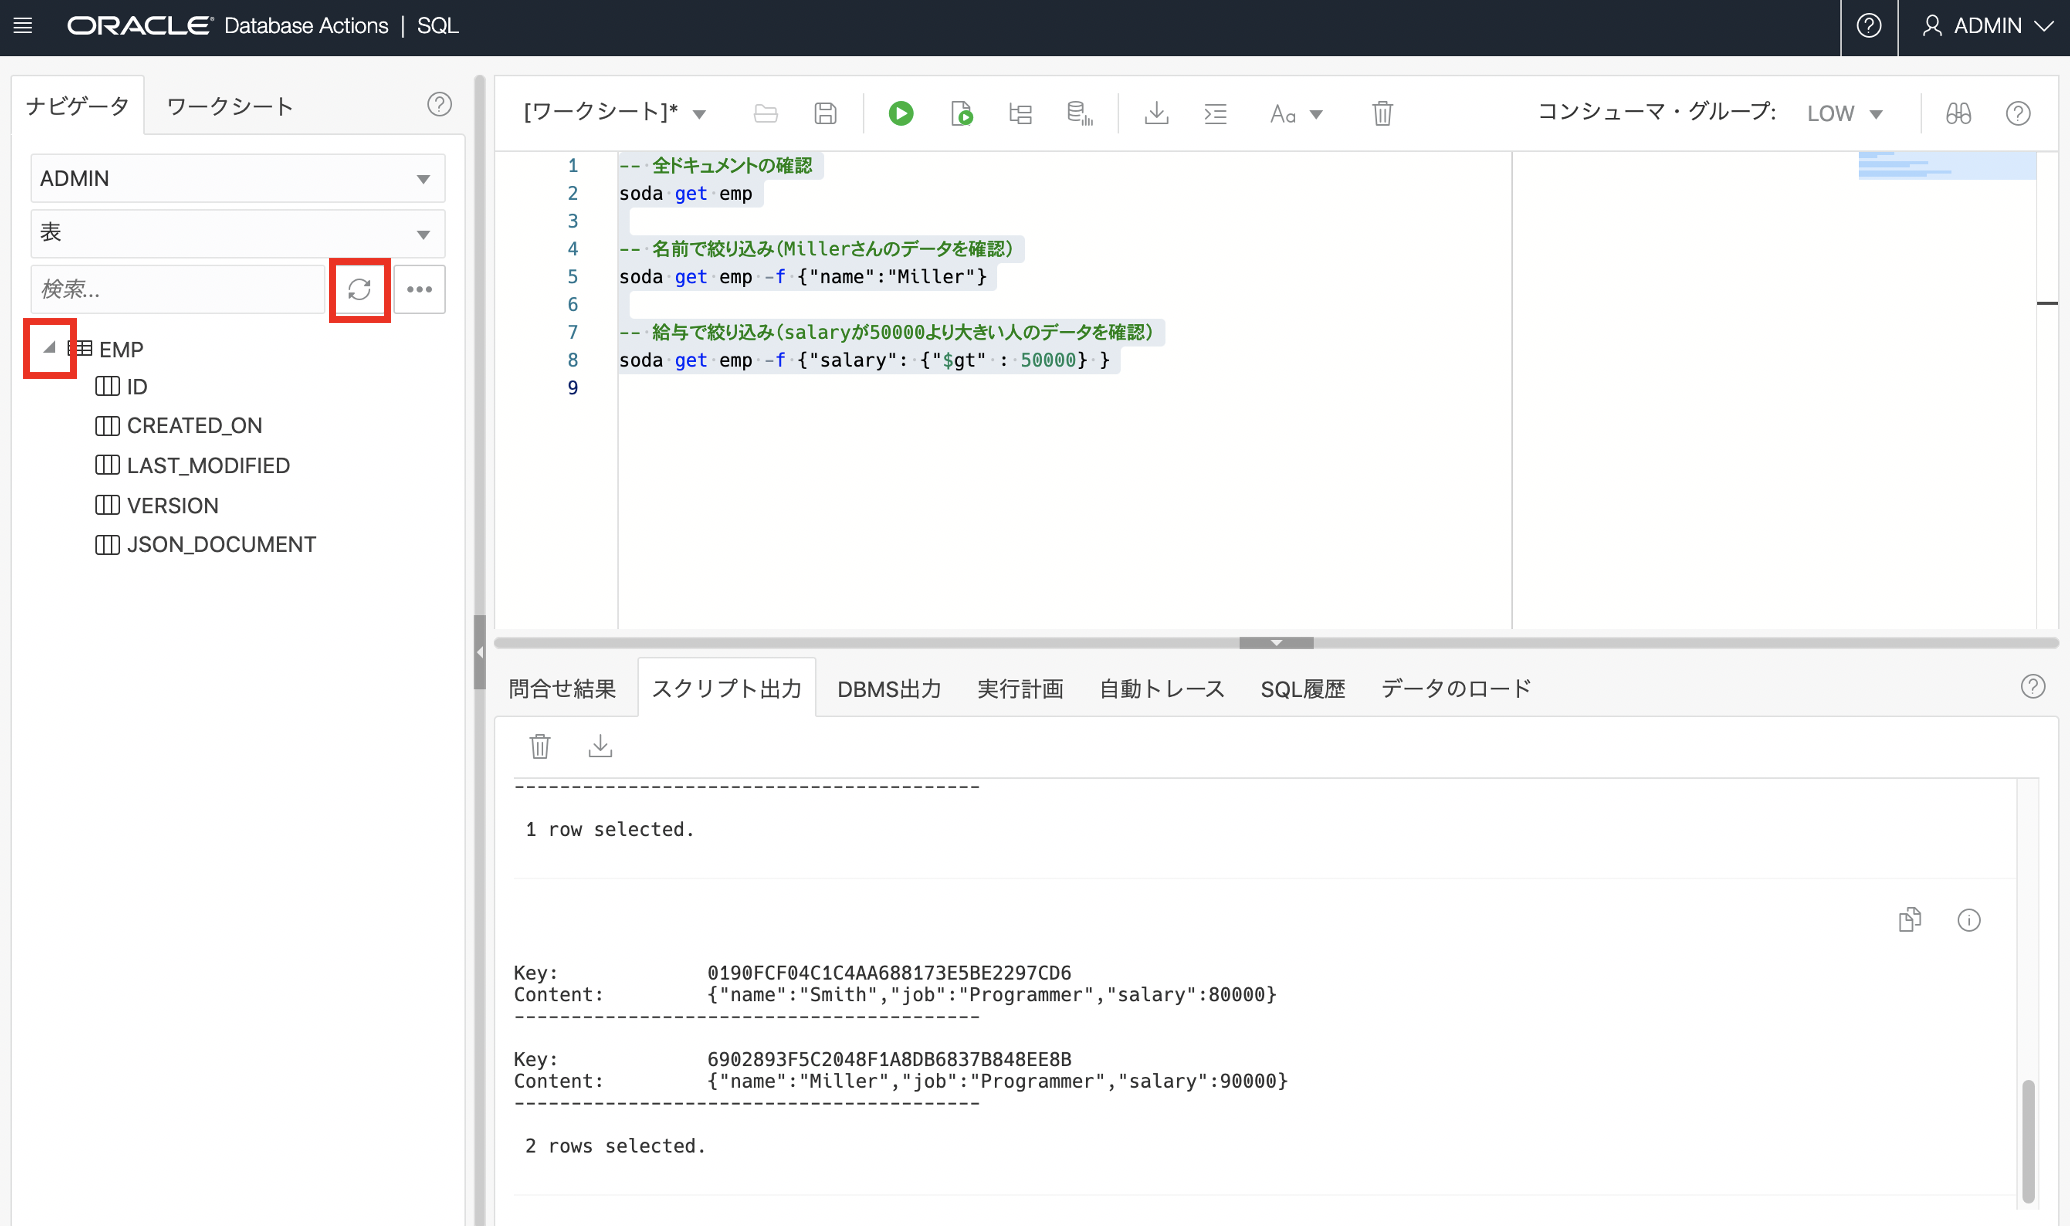 ORACLE Database Actions | SQL
ADMIN
ナビゲータ
ワークシート
ADMIN
表
検索...
EMP
ID
CREATED_ON
LAST_MODIFIED
VERSION
JSON_DOCUMENT
[ワークシート]*
Aa
コンシューマ・グループ: LOW
1 -- 全ドキュメントの確認
2 soda get emp
3
4 -- 名前で絞り込み(Millerさんのデータを確認)
5 soda get emp -f {"name":"Miller"}
6
7 -- 給与で絞り込み(salaryが50000より大きい人のデータを確認)
8 soda get emp -f {"salary": {"$gt" : 50000} }
9
問合せ結果 スクリプト出力 DBMS出力 実行計画 自動トレース SQL履歴 データのロード
-----------------------------------------
1 row selected.
Key: 0190FCF04C1C4AA688173E5BE2297CD6
Content: {"name":"Smith","job":"Programmer","salary":80000}
-----------------------------------------
Key: 6902893F5C2048F1A8DB6837B848EE8B
Content: {"name":"Miller","job":"Programmer","salary":90000}
-----------------------------------------
2 rows selected.